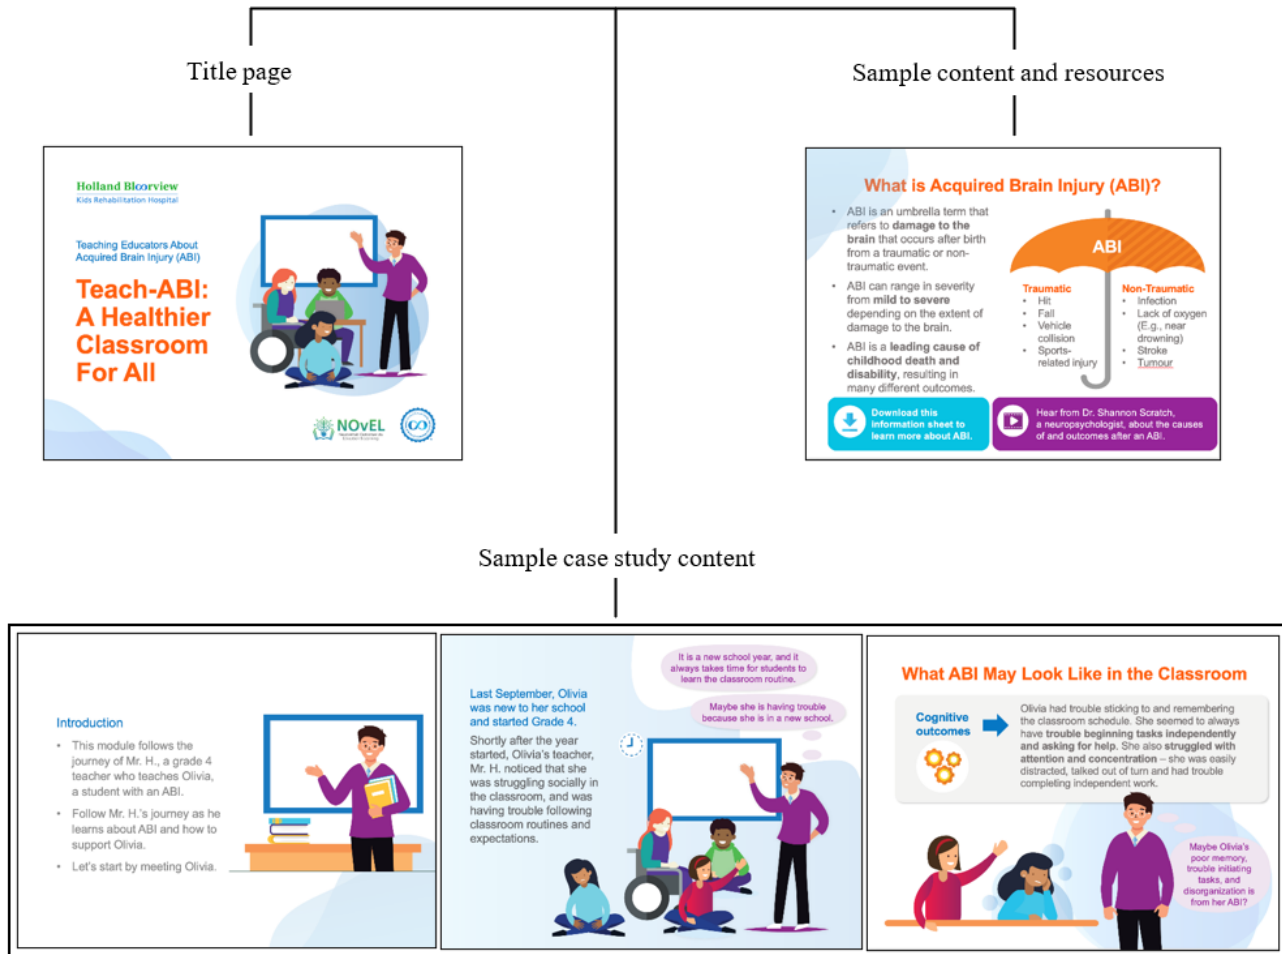 Title page
Sample content and resources
Holland Bloorview
Kids Rehabilitation Hospital
Teaching Educators About
Acquired Brain Injury (ABI)
Teach-ABI:
A Healthier
Classroom
For All
NOvEL
What is Acquired Brain Injury (ABI)?
• ABI is an umbrella term that
refers to damage to the
brain that occurs after birth
from a traumatic or non-
traumatic event.
• ABI can range in severity
from mild to severe
depending on the extent of
damage to the brain.
• ABI is a leading cause of
childhood death and
disability, resulting in
many different outcomes.
ABI
Traumatic
• Hit
• Fall
• Vehicle
collision
• Sports-
related injury
Non-Traumatic
• Infection
• Lack of oxygen
(E.g., near
drowning)
• Stroke
• Tumour
Download this
information sheet to
learn more about ABI.
Hear from Dr. Shannon Scratch,
a neuropsychologist, about the causes
of and outcomes after an ABI.
Sample case study content
Introduction
• This module follows the
journey of Mr. H., a grade 4
teacher who teaches Olivia,
a student with an ABI.
• Follow Mr. H.'s journey as he
learns about ABI and how to
support Olivia.
• Let's start by meeting Olivia.
Last September, Olivia
was new to her school
and started Grade 4.
Shortly after the year
started, Olivia's teacher,
Mr. H. noticed that she
was struggling socially in
the classroom, and was
having trouble following
classroom routines and
expectations.
It is a new school year, and it
always takes time for students to
learn the classroom routine.
Maybe she is having trouble
because she is in a new school.
What ABI May Look Like in the Classroom
Cognitive
outcomes
Olivia had trouble sticking to and remembering
the classroom schedule. She seemed to always
have trouble beginning tasks independently
and asking for help. She also struggled with
attention and concentration – she was easily
distracted, talked out of turn and had trouble
completing independent work.
Maybe Olivia's
poor memory,
trouble initiating
tasks, and
disorganization is
from her ABI?